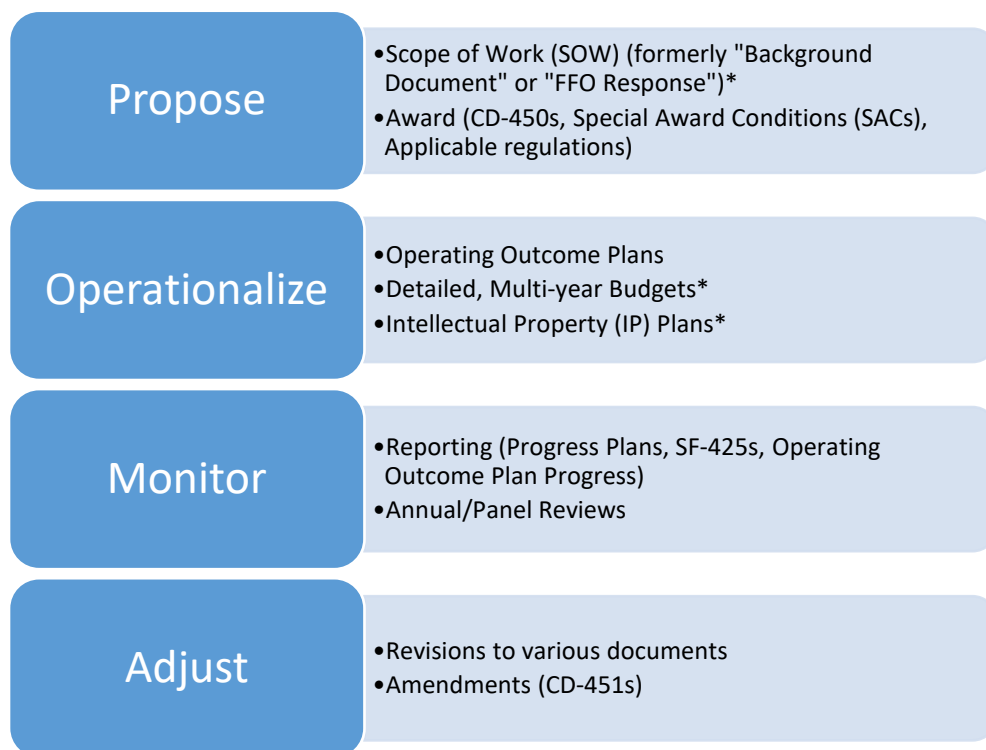 Propose
•Scope of Work (SOW) (formerly "Background
Document" or "FFO Response")*
•Award (CD-450s, Special Award Conditions (SACs),
Applicable regulations)
Operationalize
•Operating Outcome Plans
•Detailed, Multi-year Budgets*
•Intellectual Property (IP) Plans*
Monitor
•Reporting (Progress Plans, SF-425s, Operating
Outcome Plan Progress)
•Annual/Panel Reviews
Adjust
•Revisions to various documents
•Amendments (CD-451s)